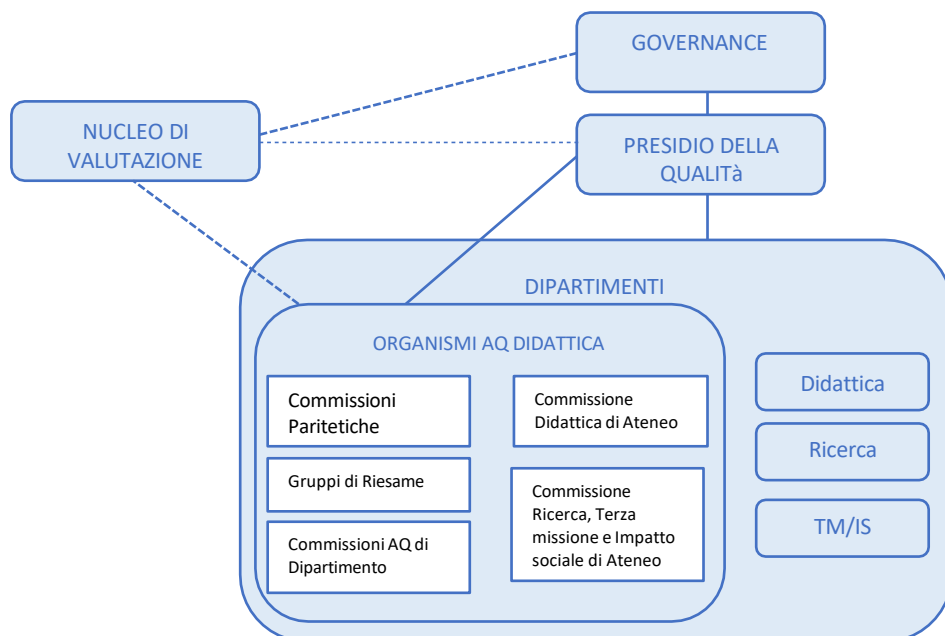 GOVERNANCE
NUCLEO DI
VALUTAZIONE
PRESIDIO DELLA
QUALITà
DIPARTIMENTI
ORGANISMI AQ DIDATTICA
Commissioni
Paritetiche
Gruppi di Riesame
Commissioni AQ di
Dipartimento
Commissione
Didattica di Ateneo
Commissione
Ricerca, Terza
missione e Impatto
sociale di Ateneo
Didattica
Ricerca
TM/IS